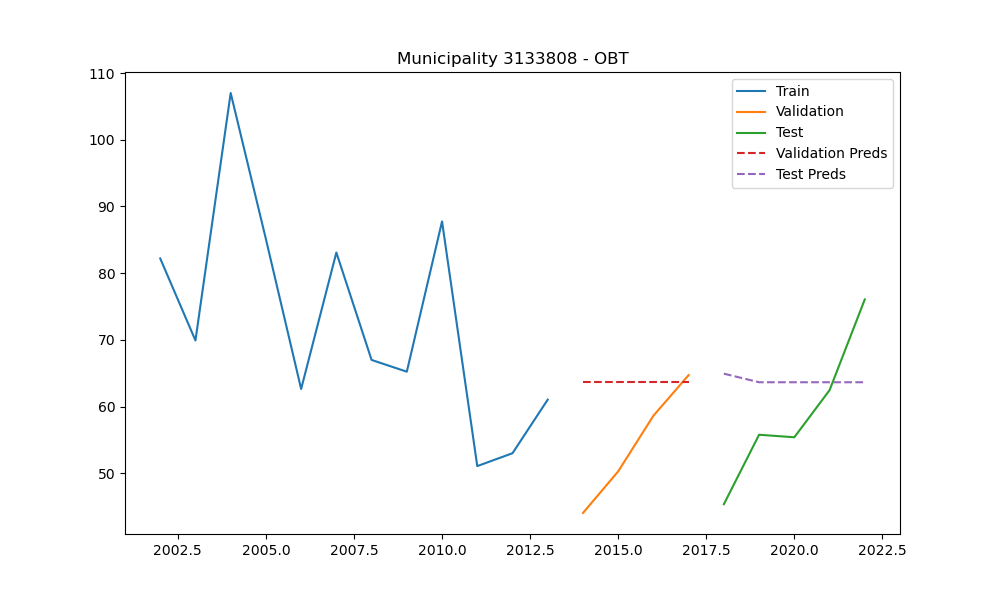 Municipality 3133808 - OBT
110
100
90
80
70
60
50
2002.5 2005.0 2007.5 2010.0 2012.5 2015.0 2017.5 2020.0 2022.5
Train
Validation
Test
Validation Preds
Test Preds